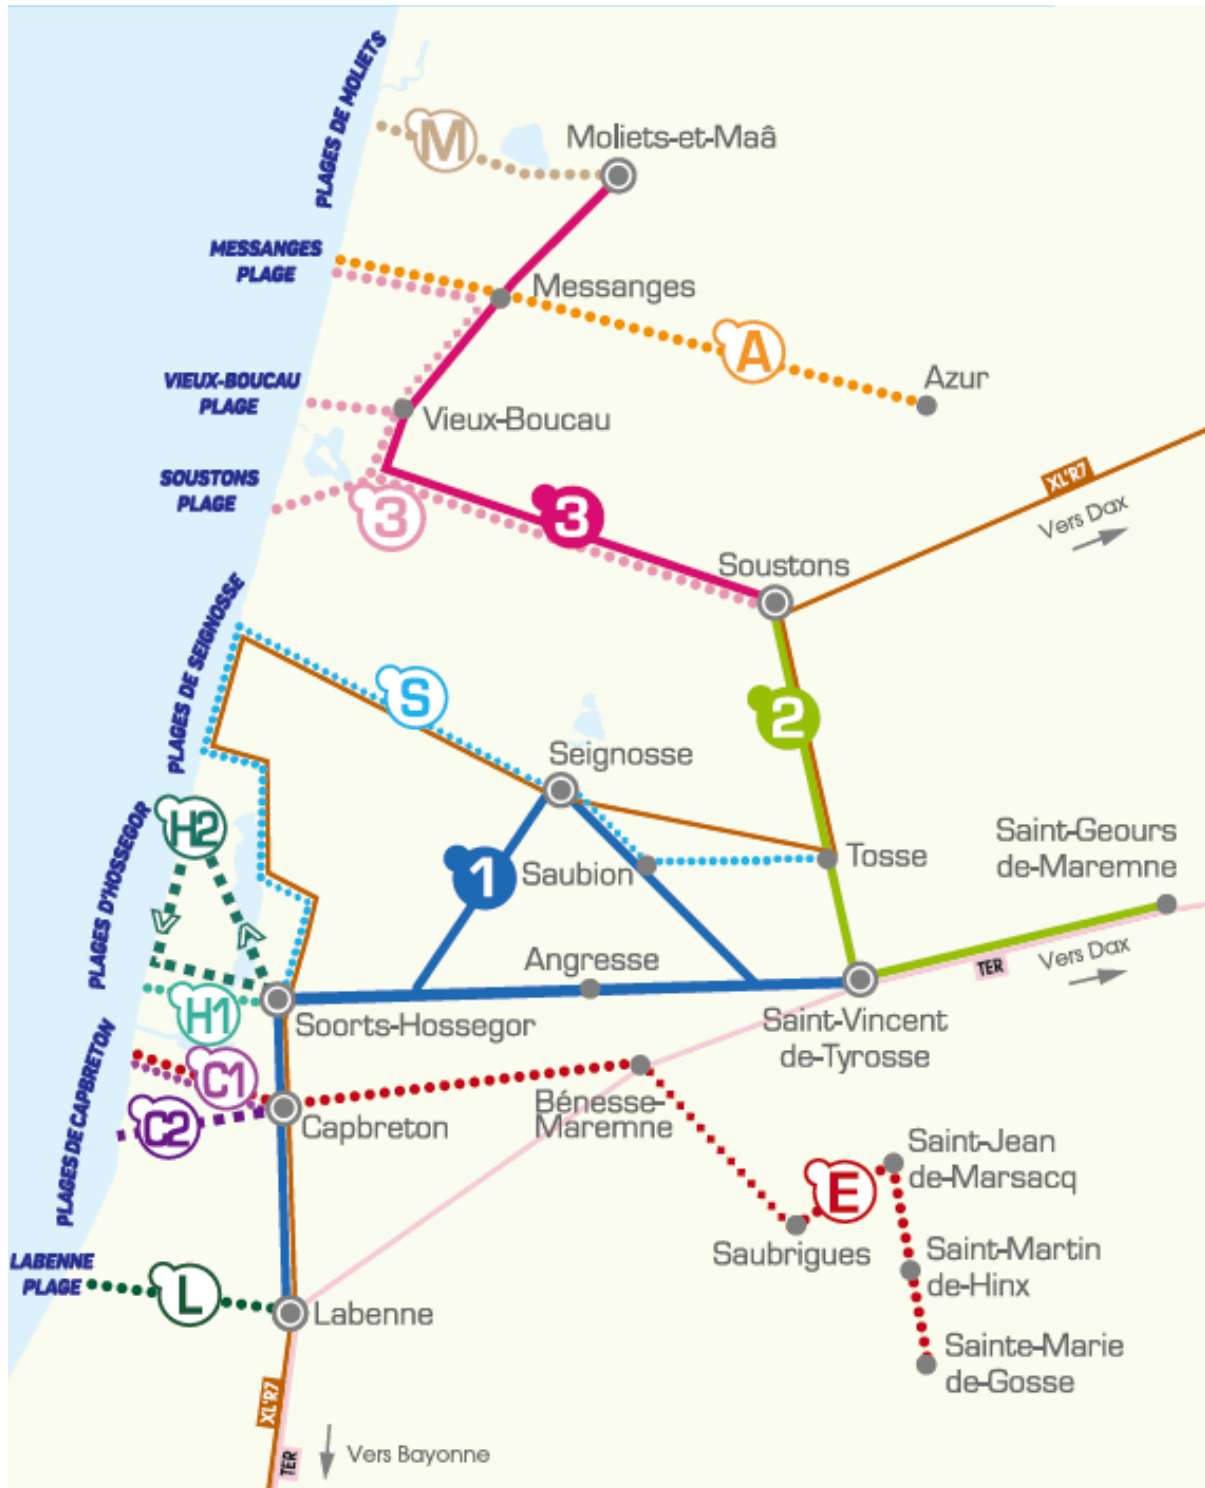 PLAGES DE MOLIETS
M
Moliets-et-Maâ
MESSANGES
PLAGE
Messanges
A
Azur
VIEUX-BOUCAU
PLAGE
Vieux-Boucau
SOUSTONS
PLAGE
3
3
XL'R7
Vers Dax
Soustons
PLAGES DE SEIGNOSSE
S
2
Seignosse
H2
Saint-Geours
de-Maremne
1
Saubion
Tosse
PLAGES D'HOSSEGOR
Angresse
TER
Vers Dax
H1
Soorts-Hossegor
Saint-Vincent
de-Tyrosse
PLAGES DE CAPBRETON
C1
C2
Capbreton
Bénesse-
Maremne
Saint-Jean
de-Marsacq
E
Saubrigues
Saint-Martin
de-Hinx
LABENNE
PLAGE
L
Labenne
Sainte-Marie
de-Gosse
XL'R7
TER
Vers Bayonne